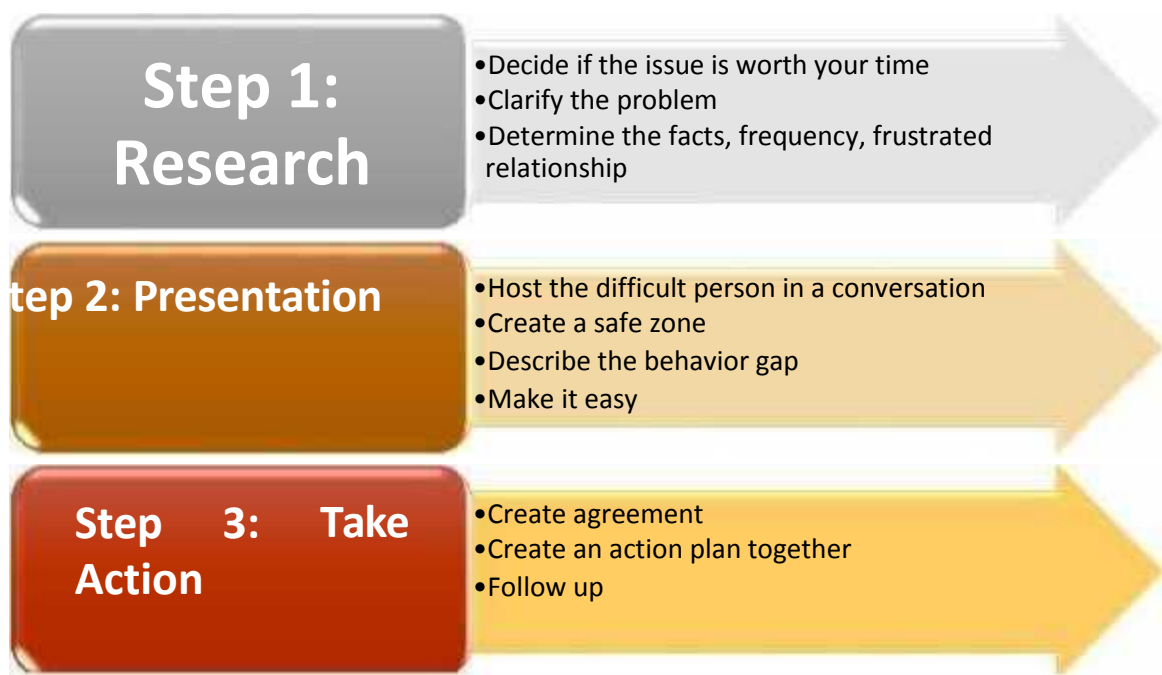 Step 1:
Research
•Decide if the issue is worth your time
•Clarify the problem
•Determine the facts, frequency, frustrated
relationship
tep 2: Presentation
•Host the difficult person in a conversation
•Create a safe zone
•Describe the behavior gap
•Make it easy
Step 3: Take
Action
•Create agreement
•Create an action plan together
•Follow up